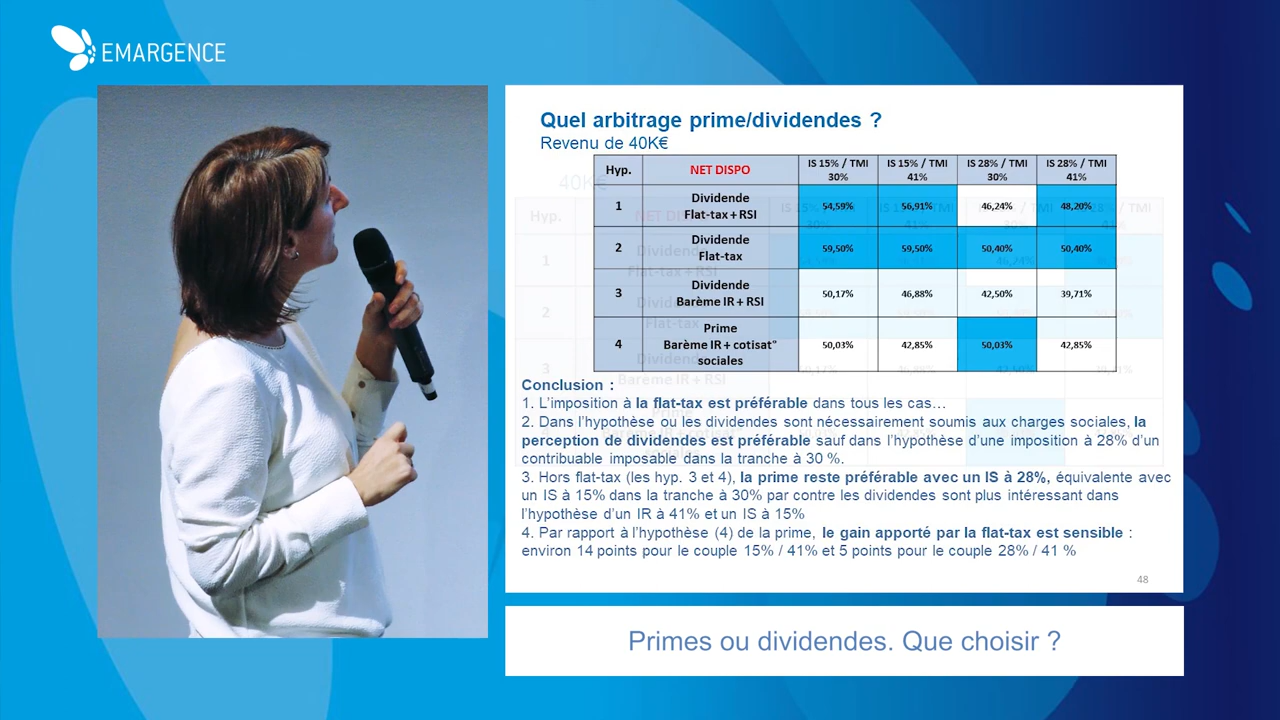 EMARGENCE
Quel arbitrage prime/dividendes ?
Revenu de 40K€
Hyp. NET DISPO IS 15% / TMI 30% IS 15% / TMI 41% IS 28% / TMI 30% IS 28% / TMI 41%
1 Dividende Flat-tax + RSI 54,59% 56,91% 46,24% 48,20%
2 Dividende Flat-tax 59,50% 59,50% 50,40% 50,40%
3 Dividende Barème IR + RSI 50,17% 46,88% 42,50% 39,71%
4 Prime Barème IR + cotisat° sociales 50,03% 42,85% 50,03% 42,85%
Conclusion :
1. L'imposition à la flat-tax est préférable dans tous les cas…
2. Dans l'hypothèse ou les dividendes sont nécessairement soumis aux charges sociales, la
perception de dividendes est préférable sauf dans l'hypothèse d'une imposition à 28% d'un
contribuable imposable dans la tranche à 30 %.
3. Hors flat-tax (les hyp. 3 et 4), la prime reste préférable avec un IS à 28%, équivalente avec
un IS à 15% dans la tranche à 30% par contre les dividendes sont plus intéressant dans
l'hypothèse d'un IR à 41% et un IS à 15%
4. Par rapport à l'hypothèse (4) de la prime, le gain apporté par la flat-tax est sensible :
environ 14 points pour le couple 15% / 41% et 5 points pour le couple 28% / 41 %
48
Primes ou dividendes. Que choisir ?